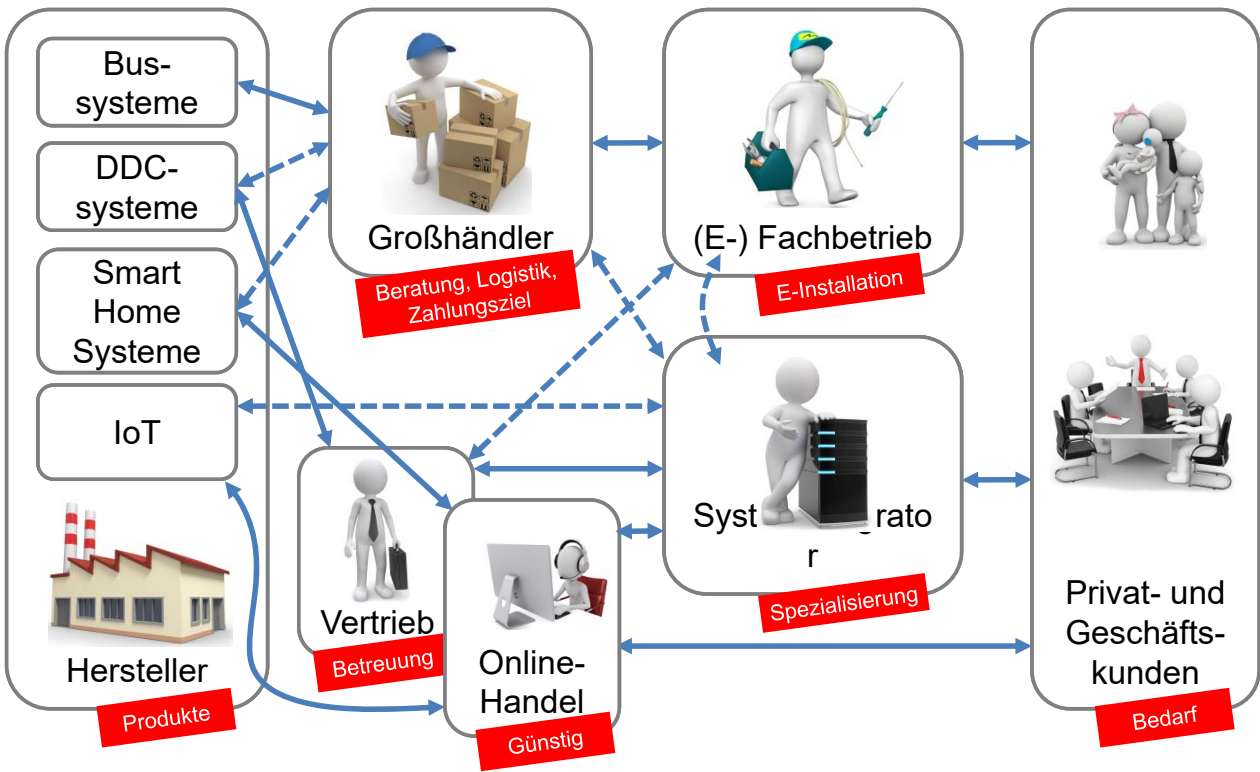 Bus-
systeme
DDC-
systeme
Smart
Home
Systeme
IoT
Hersteller
Produkte
Großhändler
Beratung, Logistik,
Zahlungsziel
(E-) Fachbetrieb
E-Installation
Vertrieb
Betreuung
Online-
Handel
Günstig
Syst rato
r
Spezialisierung
Privat- und
Geschäfts-
kunden
Bedarf